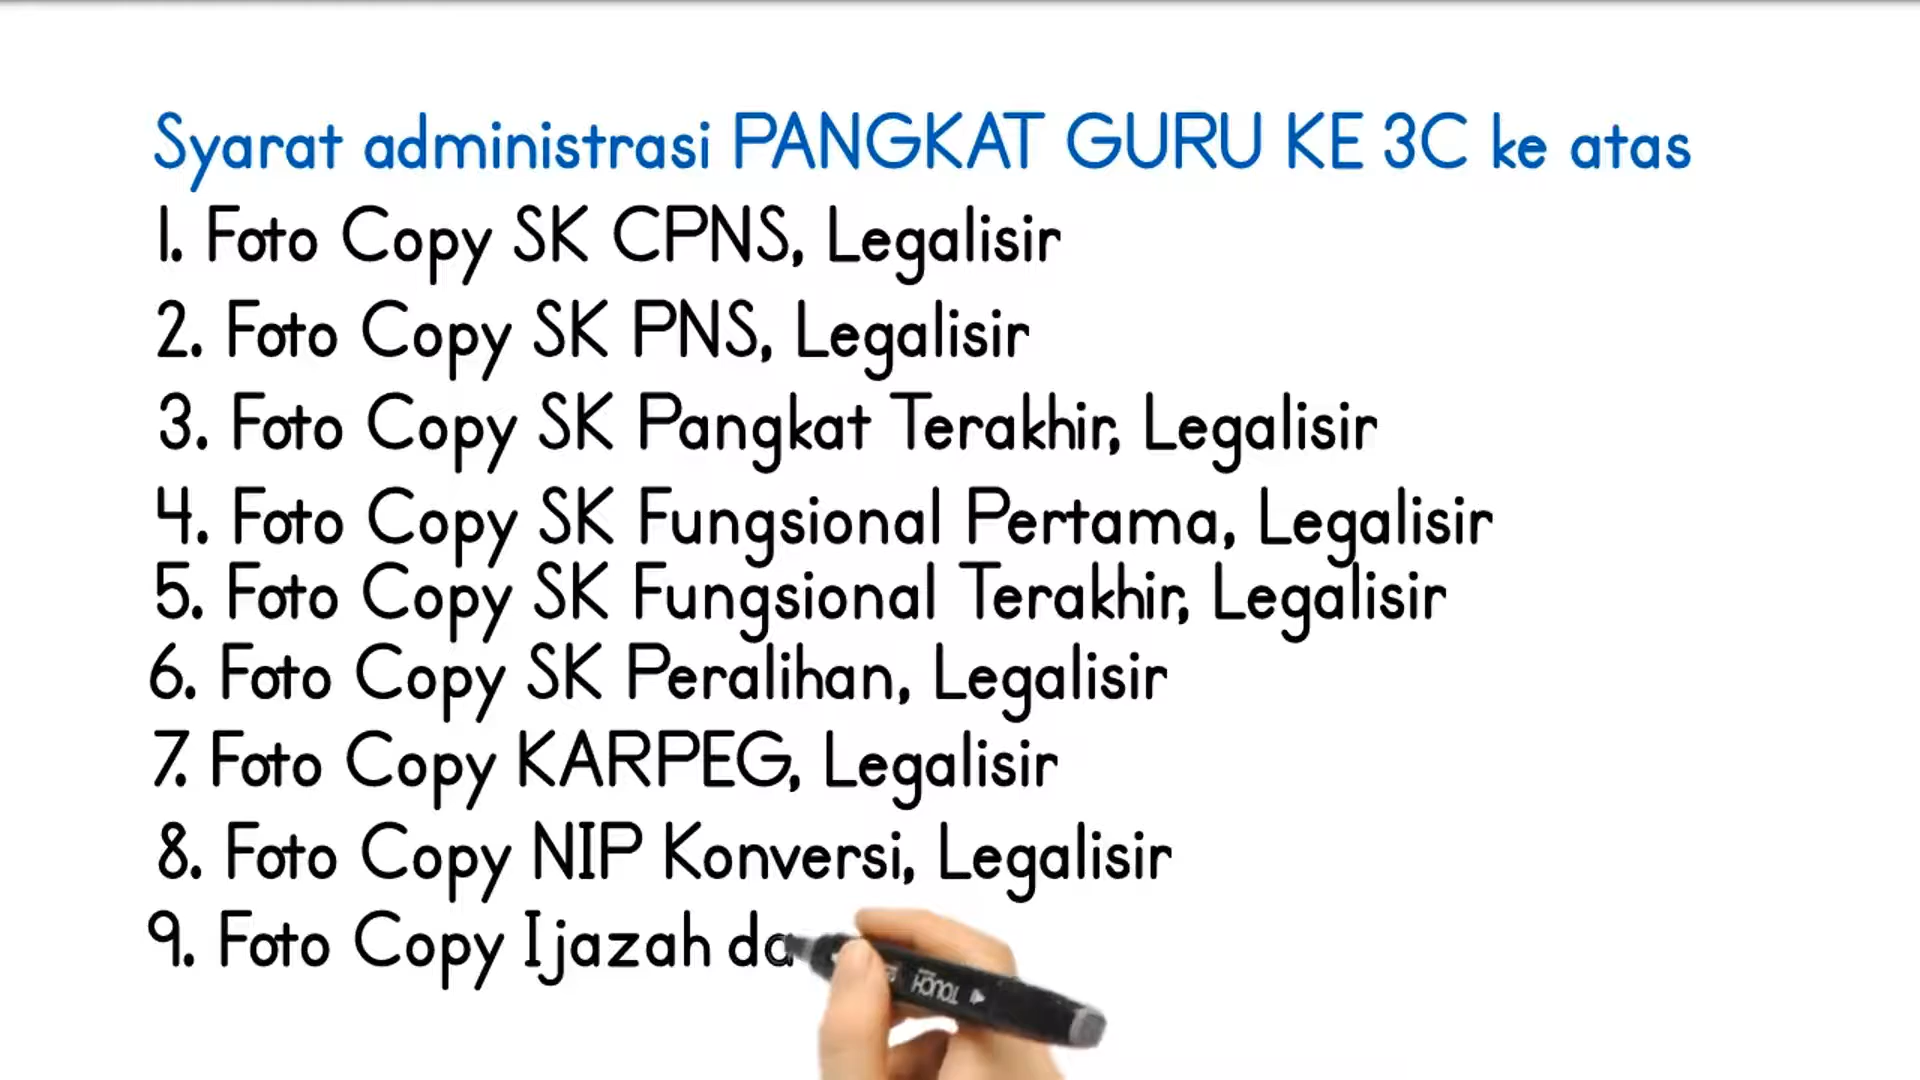 Syarat administrasi PANGKAT GURU KE 3C ke atas
1. Foto Copy SK CPNS, Legalisir
2. Foto Copy SK PNS, Legalisir
3. Foto Copy SK Pangkat Terakhir, Legalisir
4. Foto Copy SK Fungsional Pertama, Legalisir
5. Foto Copy SK Fungsional Terakhir, Legalisir
6. Foto Copy SK Peralihan, Legalisir
7. Foto Copy KARPEG, Legalisir
8. Foto Copy NIP Konversi, Legalisir
9. Foto Copy Ijazah da
TOUCH